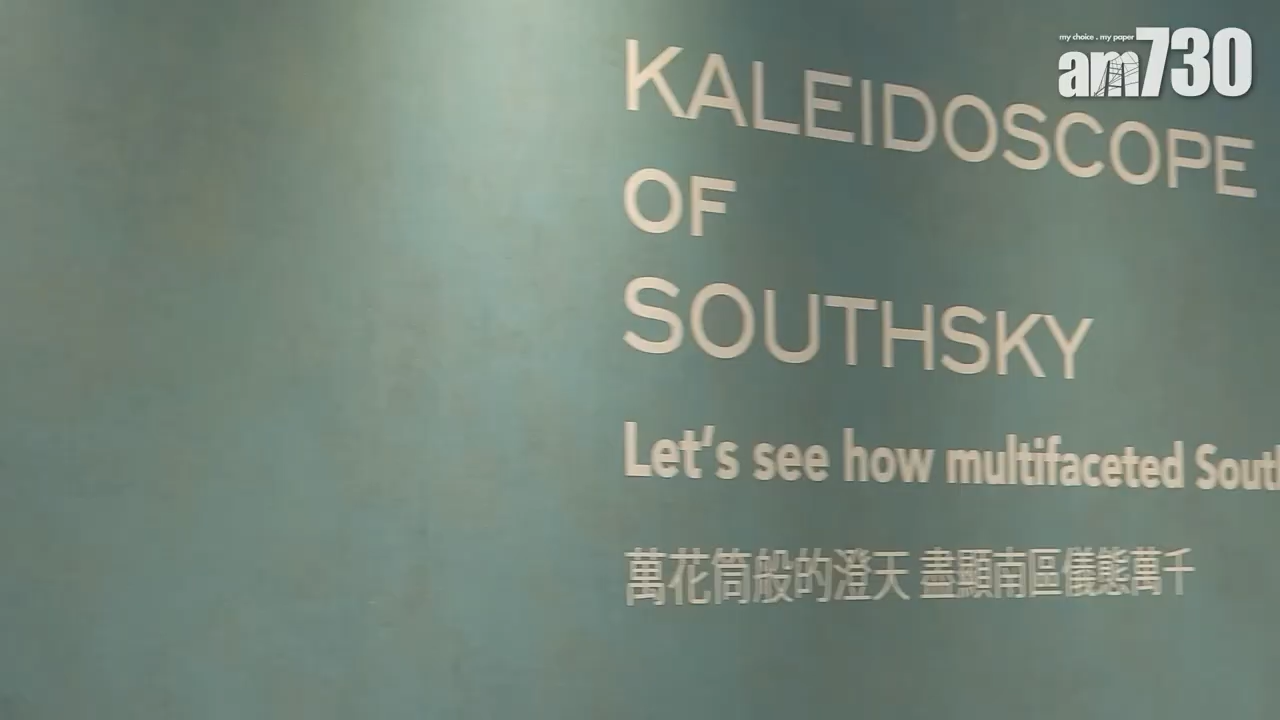 my choice . my paper
am730
KALEIDOSCOPE
OF
SOUTHSKY
Let's see how multifaceted
萬花筒般的澄天 盡顯南區儀態萬千